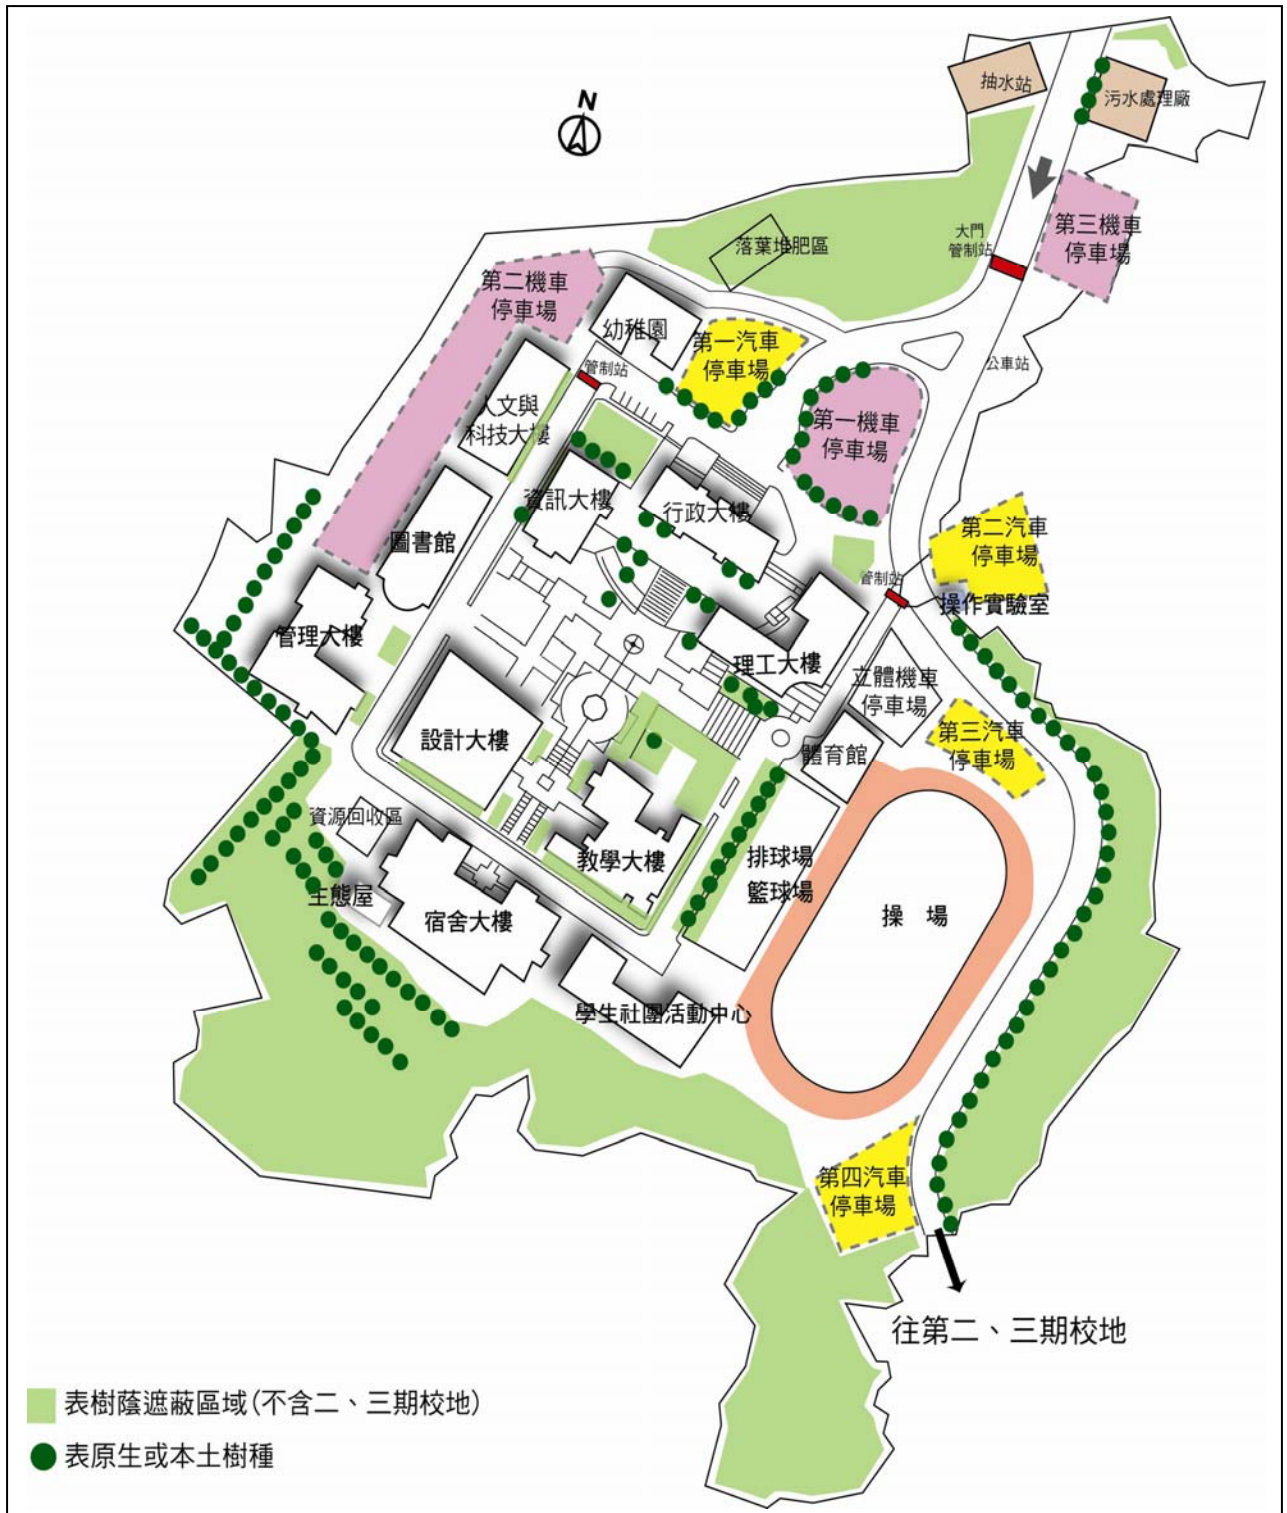 抽水站
污水處理廠
N
第三機車
停車場
大門
管制站
落葉堆肥區
第二機車
停車場
幼稚園
第一汽車
停車場
公車站
管制站
人文與
科技大樓
第一機車
停車場
資訊大樓
行政大樓
圖書館
第二汽車
停車場
管制站
操作實驗室
管理大樓
理工大樓
立體機車
停車場
設計大樓
體育館
第三汽車
停車場
資源回收區
教學大樓
排球場
籃球場
生態屋
宿舍大樓
操 場
學生社團活動中心
第四汽車
停車場
往第二、三期校地
表樹蔭遮蔽區域(不含二、三期校地)
表原生或本土樹種